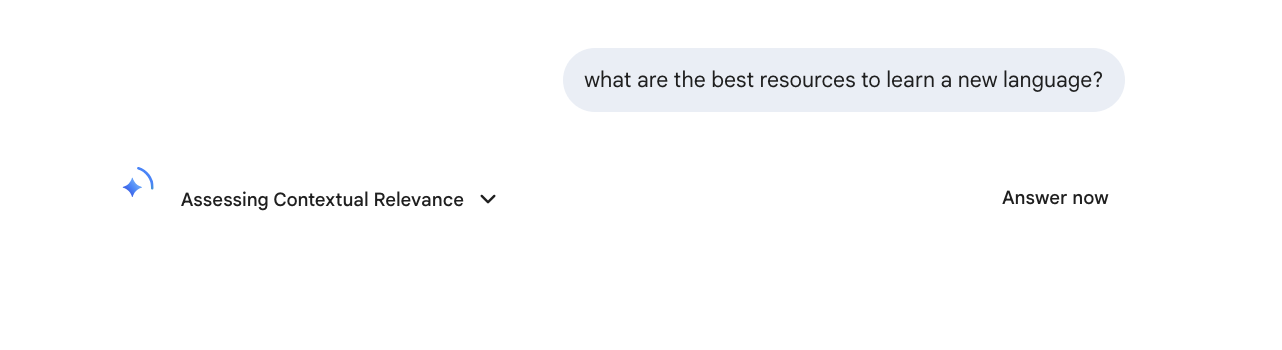 what are the best resources to learn a new language?
Assessing Contextual Relevance
Answer now